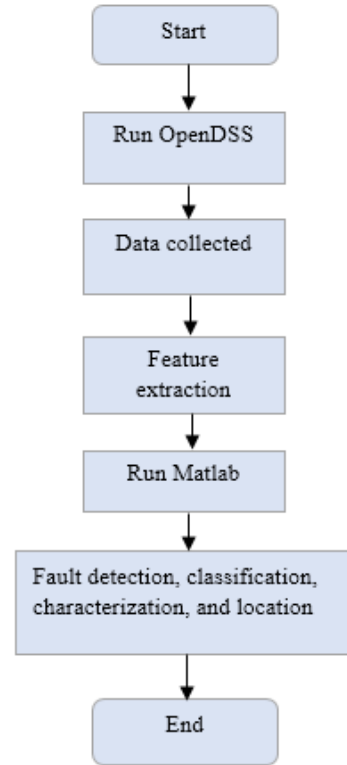 Start
Run OpenDSS
Data collected
Feature
extraction
Run Matlab
Fault detection, classification,
characterization, and location
End